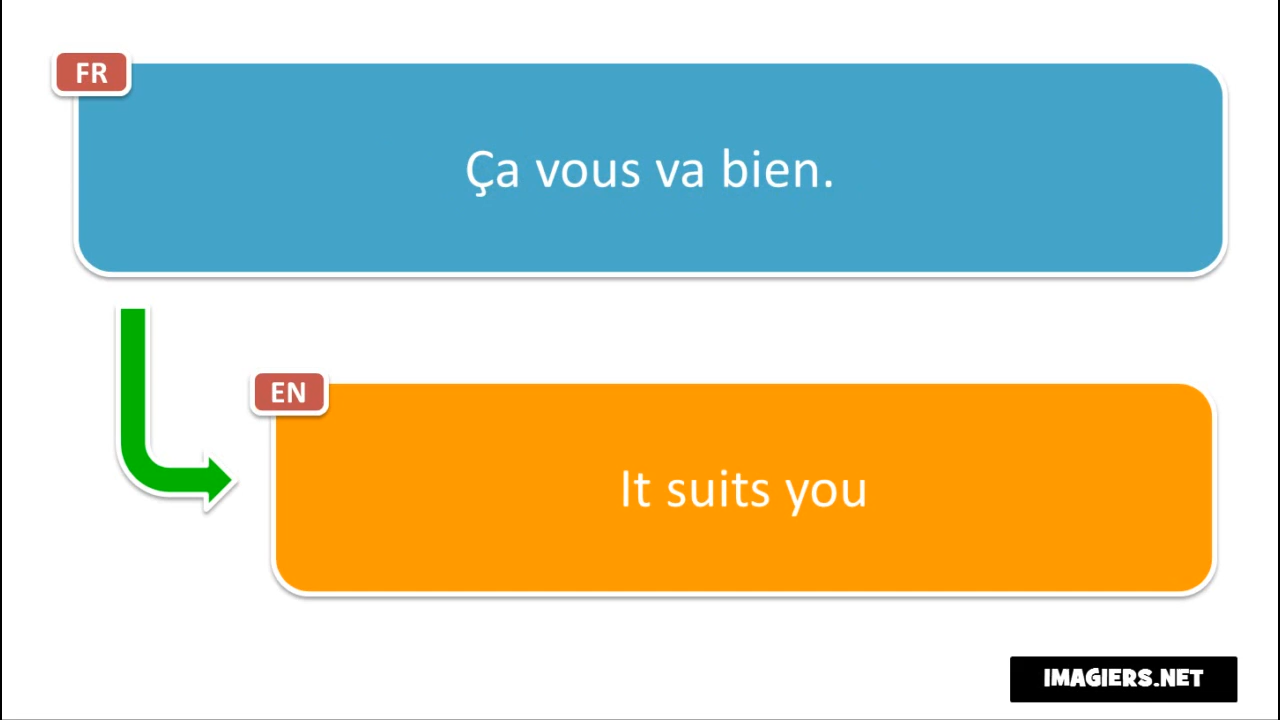 FR
Ça vous va bien.
EN
It suits you
IMAGIERS.NET